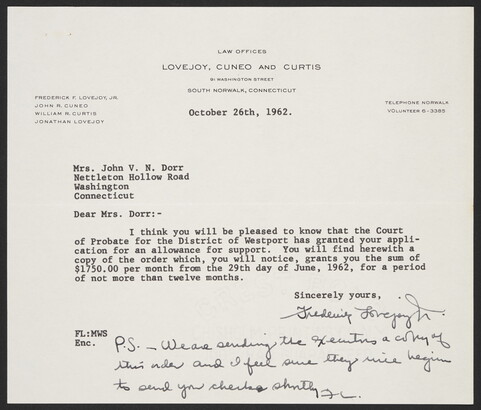 LAW OFFICES
LOVEJOY, CUNEO AND CURTIS
91 WASHINGTON STREET
SOUTH NORWALK, CONNECTICUT
FREDERICK F. LOVEJOY, JR.
JOHN R. CUNEO
WILLIAM R. CURTIS
JONATHAN LOVEJOY
TELEPHONE NORWALK
VOLUNTEER 6-3385
October 26th, 1962.
Mrs. John V. N. Dorr
Nettleton Hollow Road
Washington
Connecticut
Dear Mrs. Dorr:-
I think you will be pleased to know that the Court
of Probate for the District of Westport has granted your appli-
cation for an allowance for support. You will find herewith a
copy of the order which, you will notice, grants you the sum of
$1750.00 per month from the 29th day of June, 1962, for a period
of not more than twelve months.
Sincerely yours,
Frederick Lovejoy Jr.
FL:MWS
Enc.
P.S. – We are sending the executors a copy of
this order and I feel sure they will begin
to send you checks shortly
FL.